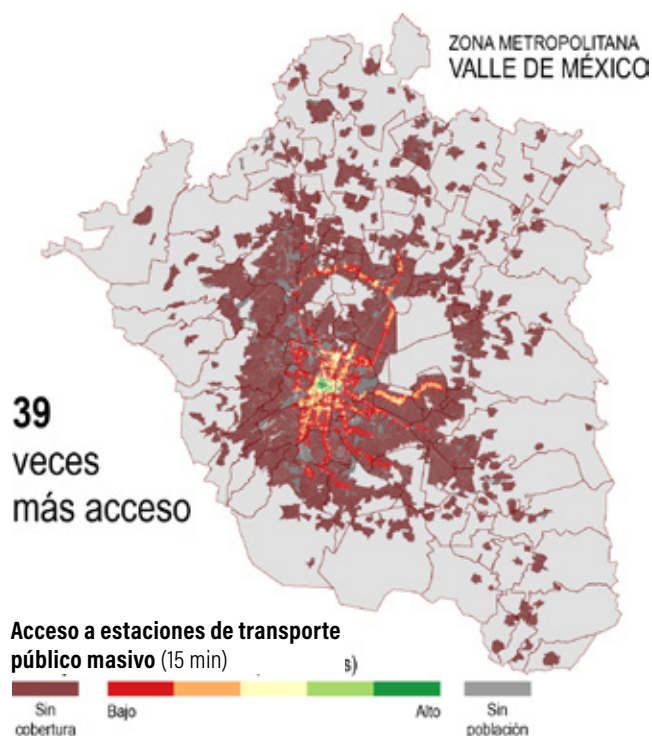 ZONA METROPOLITANA
VALLE DE MÉXICO
39
veces
más acceso
Acceso a estaciones de transporte
público masivo (15 min)
s)
Sin
cobertura
Bajo
Alto
Sin
población